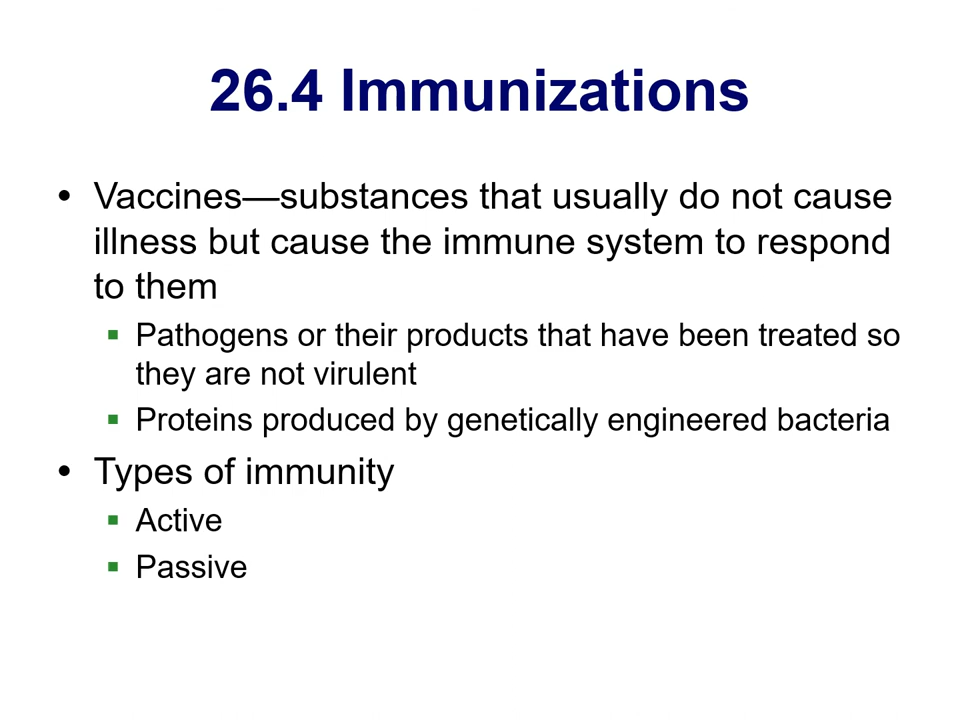 26.4 Immunizations
• Vaccines—substances that usually do not cause
illness but cause the immune system to respond
to them
▪ Pathogens or their products that have been treated so
they are not virulent
▪ Proteins produced by genetically engineered bacteria
• Types of immunity
▪ Active
▪ Passive